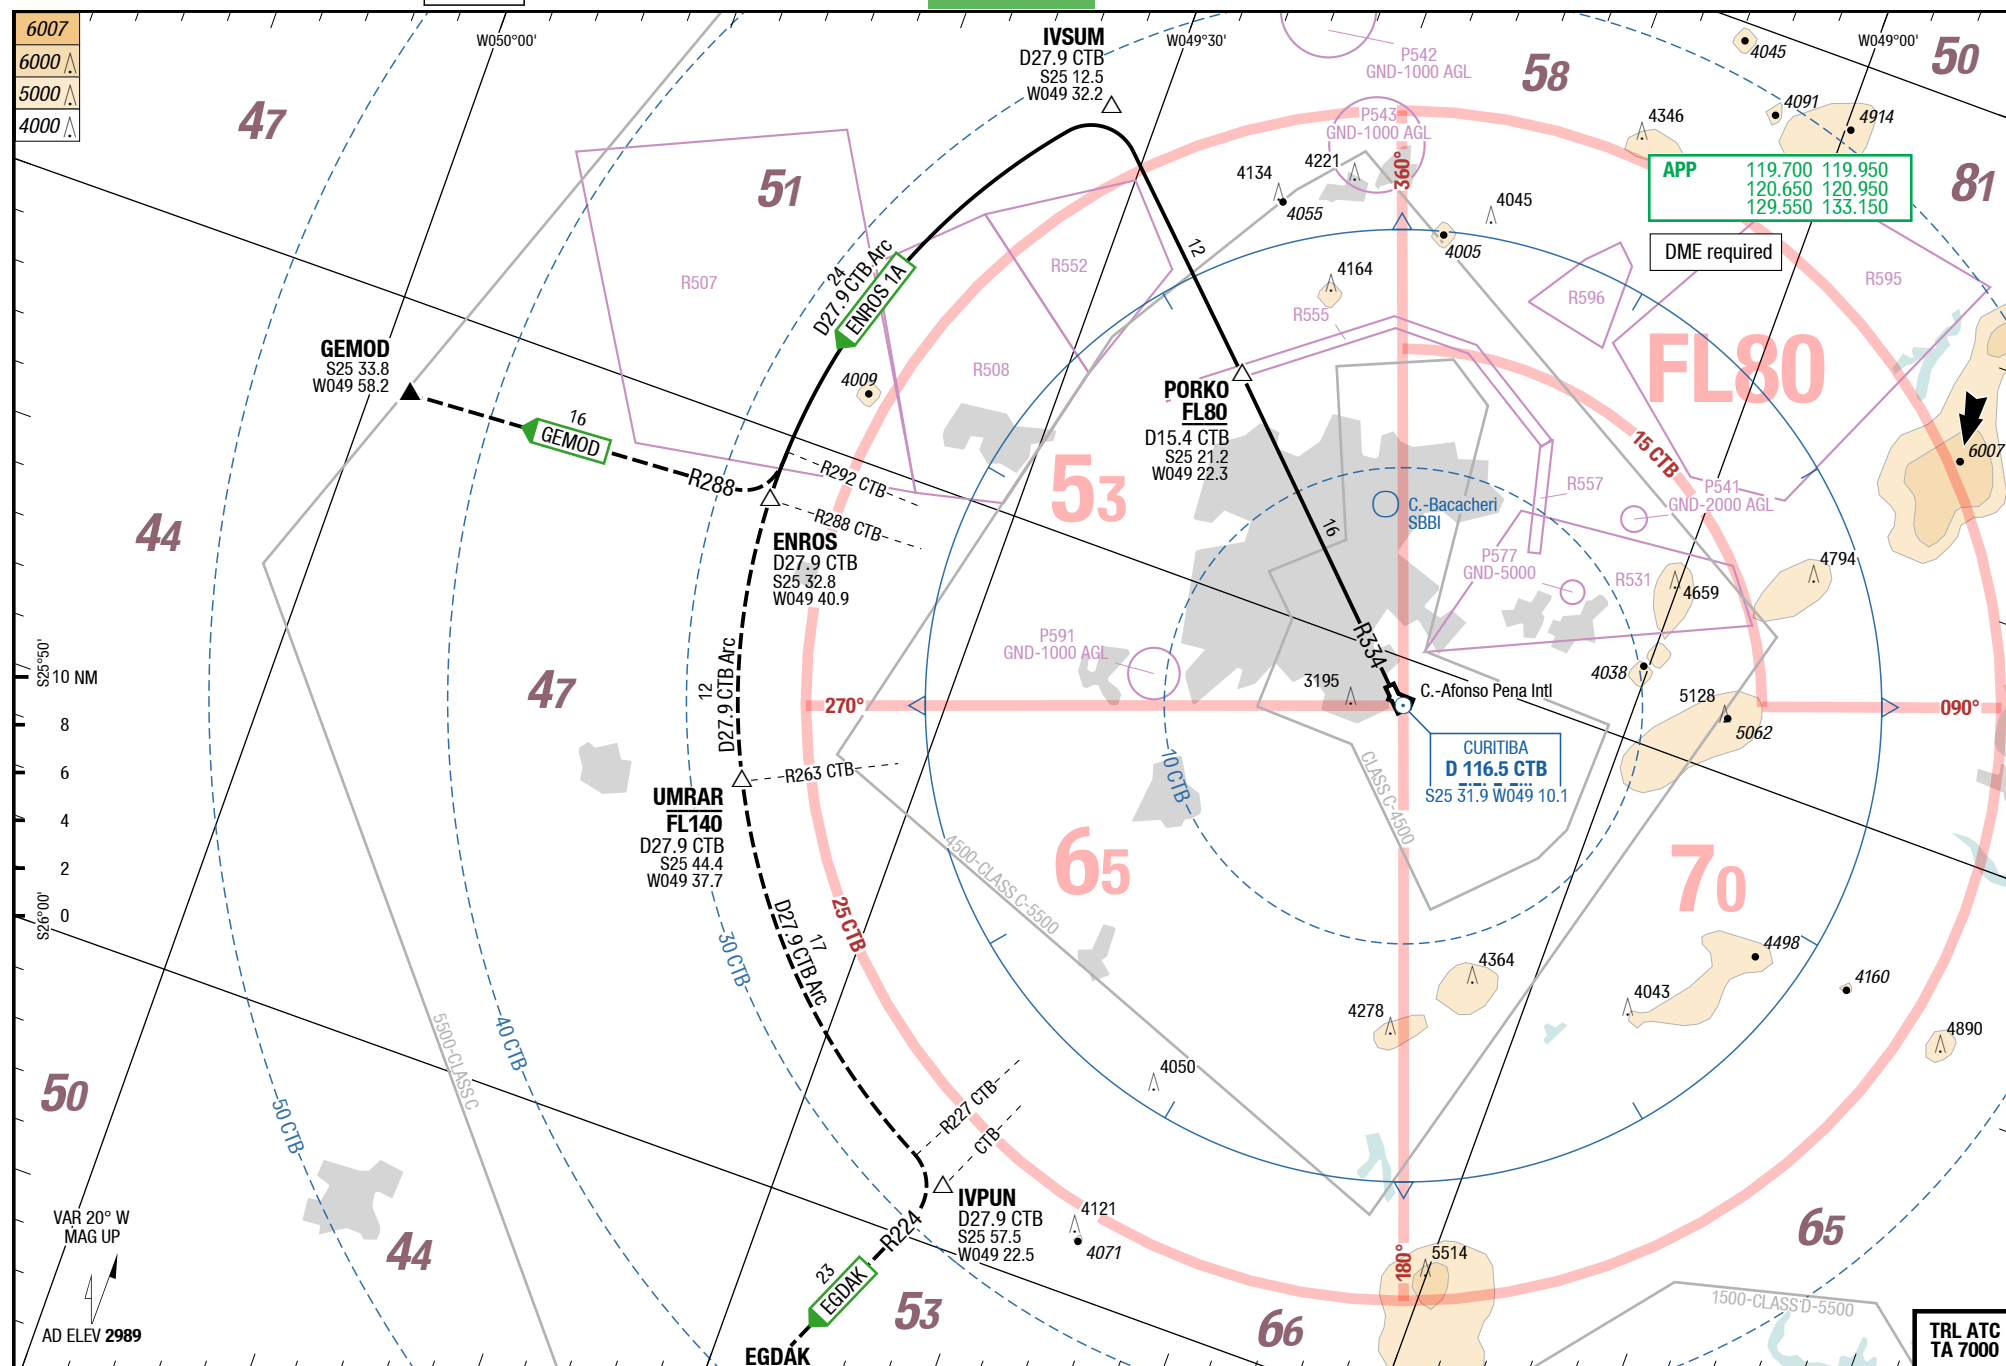 6007
6000
5000
4000
W050°00'
W049°30'
W049°00'
47
51
58
50
81
IVSUM
D27.9 CTB
S25 12.5
W049 32.2
P542
GND-1000 AGL
P543
GND-1000 AGL
4045
4091
4914
4346
APP 119.700 119.950
120.650 120.950
129.550 133.150
DME required
4134
4221
360°
4055
4045
4005
4164
12
R507
R552
R508
R555
R596
R595
24
D27.9 CTB Arc
ENROS 1A
4009
GEMOD
S25 33.8
W049 58.2
16
GEMOD
R288
R292 CTB
R288 CTB
ENROS
D27.9 CTB
S25 32.8
W049 40.9
PORKO
FL80
D15.4 CTB
S25 21.2
W049 22.3
FL80
15 CTB
6007
53
44
C.-Bacacheri
SBBI
R557
P541
GND-2000 AGL
P577
GND-5000
R531
4794
4659
16
R334
P591
GND-1000 AGL
3195
C.-Afonso Pena Intl
4038
5128
5062
270°
090°
S25°50'
10 NM
8
6
4
2
0
S26°00'
47
12
D27.9 CTB Arc
R263 CTB
UMRAR
FL140
D27.9 CTB
S25 44.4
W049 37.7
CURITIBA
D 116.5 CTB
S25 31.9 W049 10.1
10 CTB
CLASS C-4500
4500-CLASS C-5500
65
70
17
D27.9 CTB Arc
25 CTB
30 CTB
40 CTB
50 CTB
5500-CLASS C
4498
4160
4364
4278
4043
4890
4050
R227 CTB
CTB
50
44
IVPUN
D27.9 CTB
S25 57.5
W049 22.5
R224
23
EGDAK
EGDAK
4121
4071
180°
5514
53
66
65
1500-CLASS D-5500
VAR 20° W
MAG UP
AD ELEV 2989
TRL ATC
TA 7000